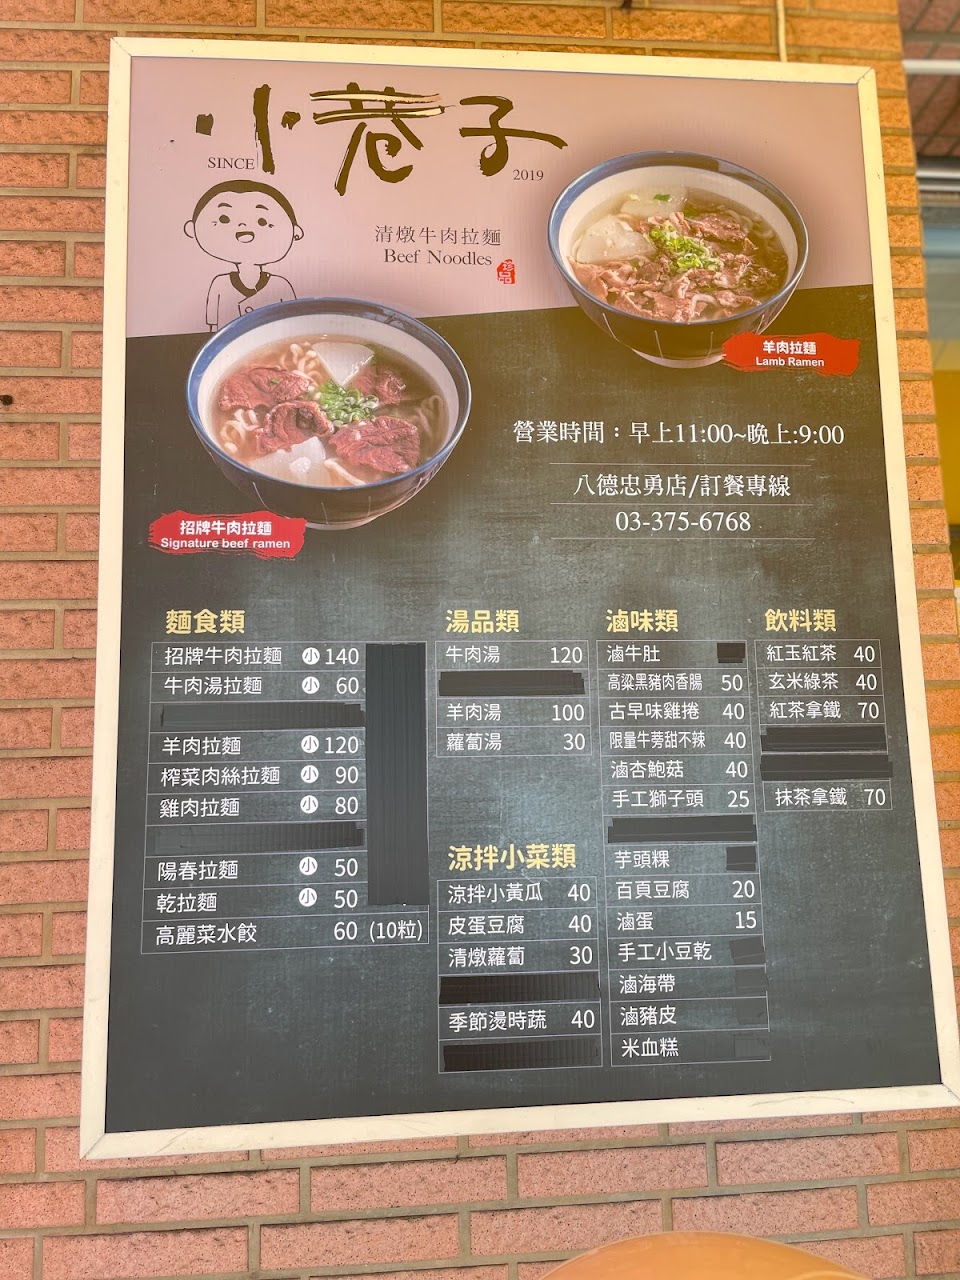 小巷子
SINCE
2019
清燉牛肉拉麵
Beef Noodles
羊肉拉麵
Lamb Ramen
招牌牛肉拉麵
Signature beef ramen
營業時間：早上11:00~晚上:9:00
八德忠勇店/訂餐專線
03-375-6768
麵食類
招牌牛肉拉麵 小 140
牛肉湯拉麵 小 60
羊肉拉麵 小 120
榨菜肉絲拉麵 小 90
雞肉拉麵 小 80
陽春拉麵 小 50
乾拉麵 小 50
高麗菜水餃 60 (10粒)
湯品類
牛肉湯 120
羊肉湯 100
蘿蔔湯 30
涼拌小菜類
涼拌小黃瓜 40
皮蛋豆腐 40
清燉蘿蔔 30
季節燙時蔬 40
滷味類
滷牛肚
高粱黑豬肉香腸 50
古早味雞捲 40
限量牛蒡甜不辣 40
滷杏鮑菇 40
手工獅子頭 25
芋頭粿
百頁豆腐 20
滷蛋 15
手工小豆乾
滷海帶
滷豬皮
米血糕
飲料類
紅玉紅茶 40
玄米綠茶 40
紅茶拿鐵 70
抹茶拿鐵 70